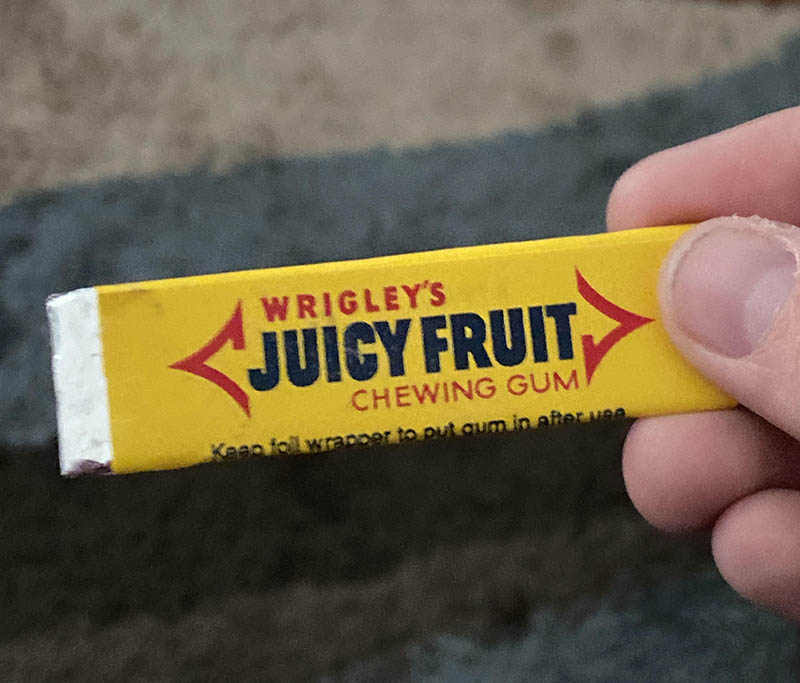 WRIGLEY'S
JUICY FRUIT
CHEWING GUM
Keep foil wrapper to put gum in after use